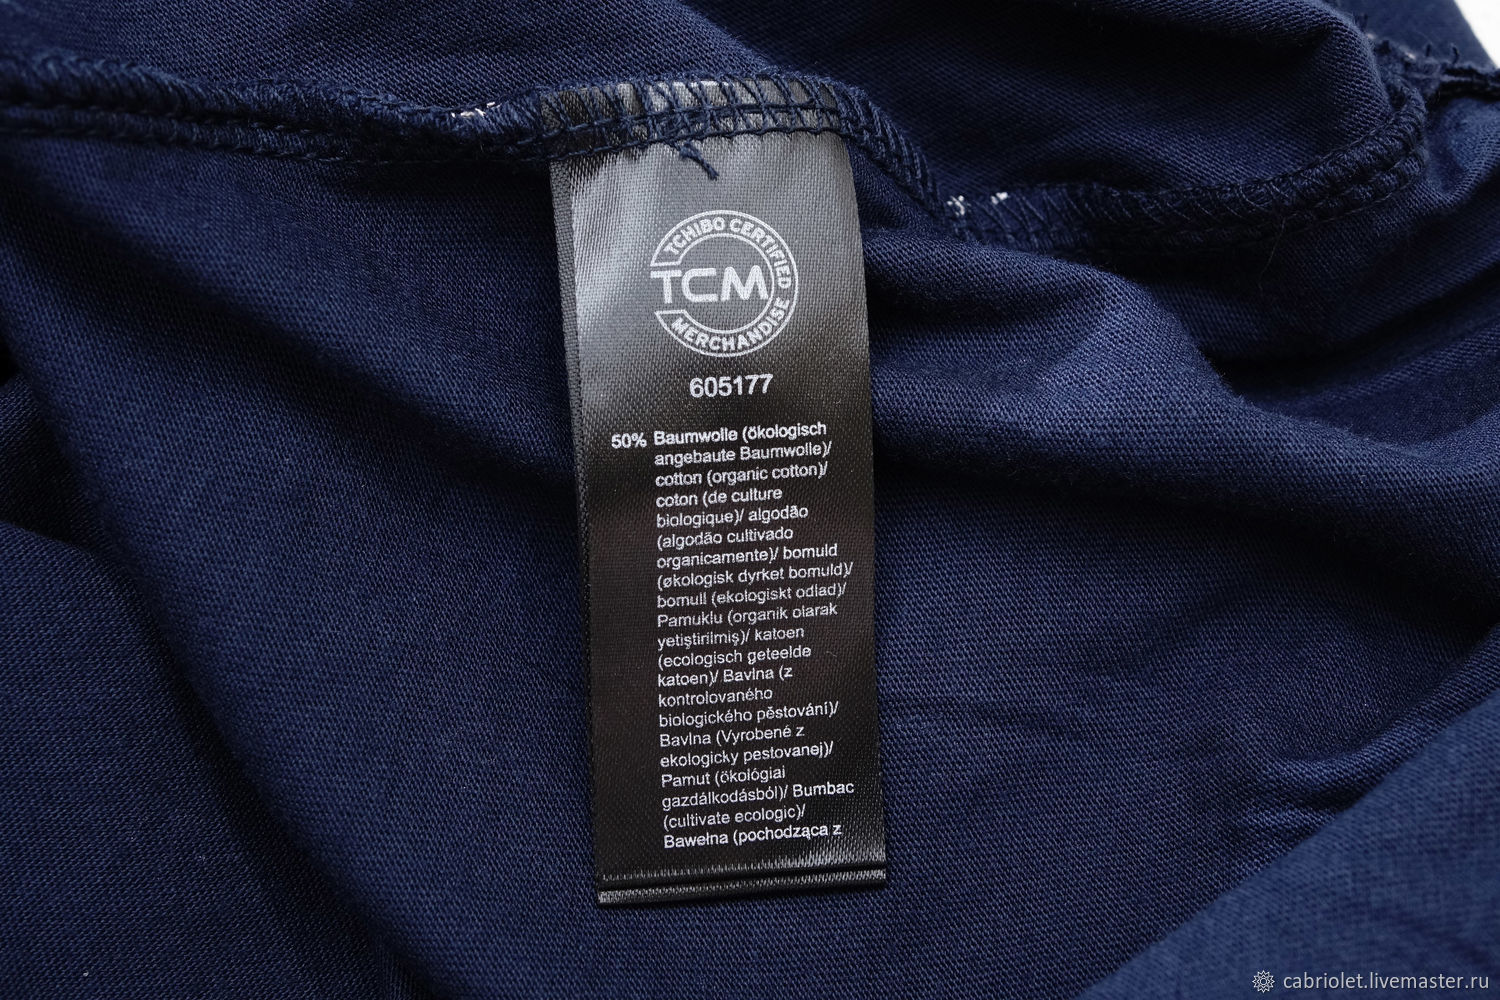 TCHIBO CERTIFIED
TCM
MERCHANDISE
605177
50% Baumwolle (ökologisch
angebaute Baumwolle)/
cotton (organic cotton)/
coton (de culture
biologique)/ algodão
(algodão cultivado
organicamente)/ bomuld
(økologisk dyrket bomuld)/
bomull (ekologiskt odlad)/
Pamuklu (organik olarak
yetiştirilmiş)/ katoen
(ecologisch geteelde
katoen)/ Bavlna (z
kontrolovaného
biologického pěstování)/
Bavlna (Vyrobené z
ekologicky pestovanej)/
Pamut (ökológiai
gazdálkodásból)/ Bumbac
(cultivate ecologic)/
Bawełna (pochodząca z
cabriolet.livemaster.ru